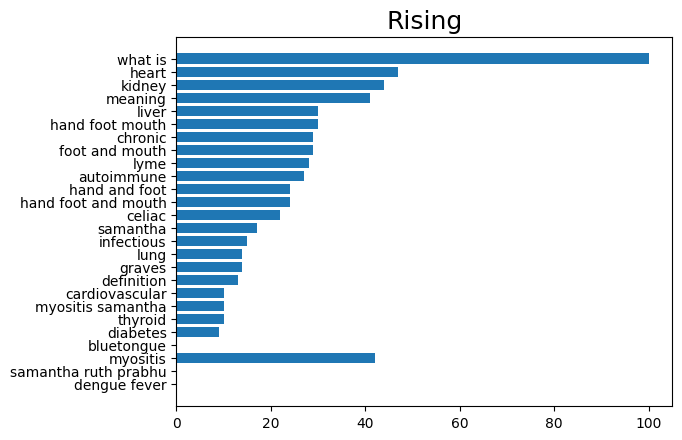 Rising
what is
heart
kidney
meaning
liver
hand foot mouth
chronic
foot and mouth
lyme
autoimmune
hand and foot
hand foot and mouth
celiac
samantha
infectious
lung
graves
definition
cardiovascular
myositis samantha
thyroid
diabetes
bluetongue
myositis
samantha ruth prabhu
dengue fever
0 20 40 60 80 100